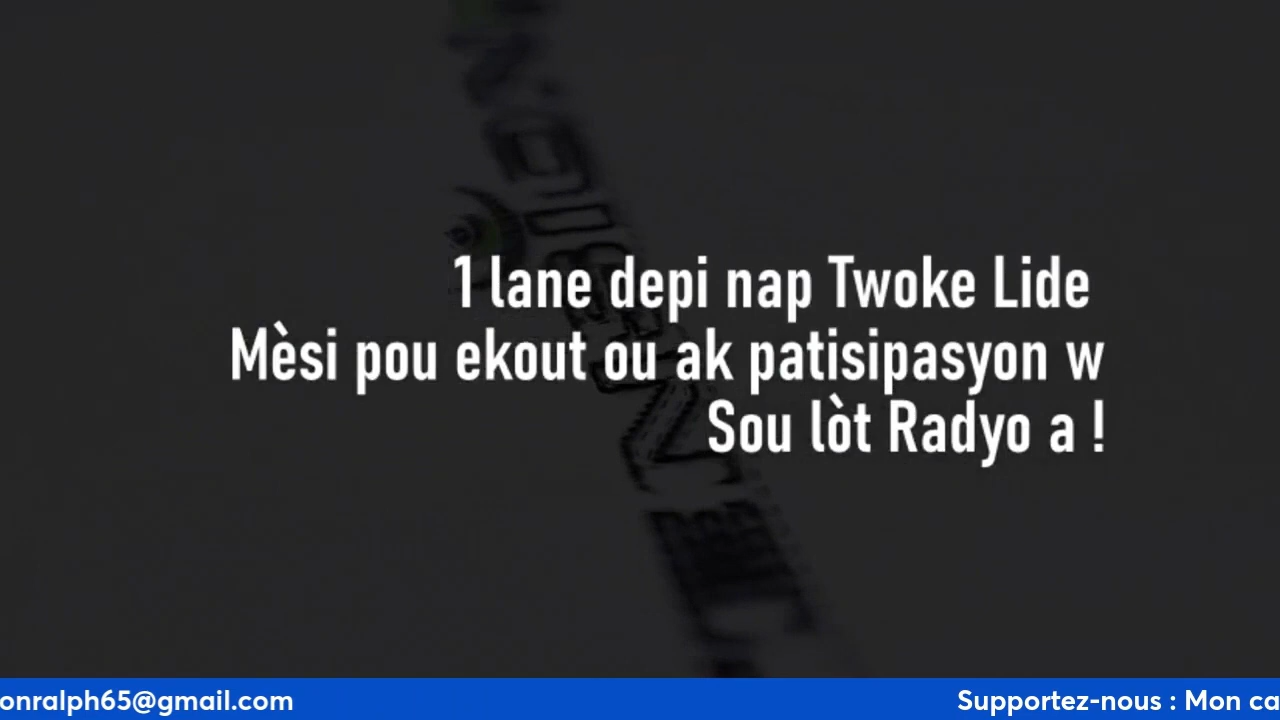 1 lane depi nap Twoke Lide
Mèsi pou ekout ou ak patisipasyon w
Sou lòt Radyo a !
onralph65@gmail.com
Supportez-nous : Mon ca